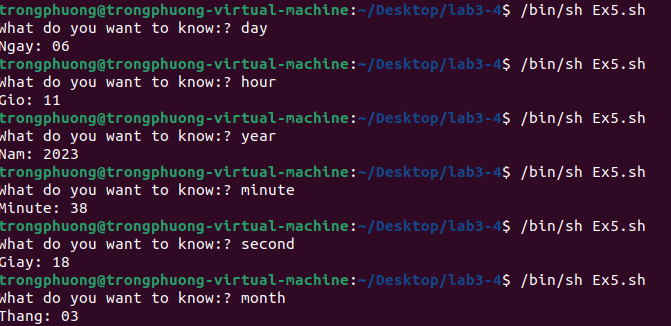 trongphuong@trongphuong-virtual-machine:~/Desktop/lab3-4$ /bin/sh Ex5.sh
What do you want to know:? day
Ngay: 06
trongphuong@trongphuong-virtual-machine:~/Desktop/lab3-4$ /bin/sh Ex5.sh
What do you want to know:? hour
Gio: 11
trongphuong@trongphuong-virtual-machine:~/Desktop/lab3-4$ /bin/sh Ex5.sh
What do you want to know:? year
Nam: 2023
trongphuong@trongphuong-virtual-machine:~/Desktop/lab3-4$ /bin/sh Ex5.sh
What do you want to know:? minute
Minute: 38
trongphuong@trongphuong-virtual-machine:~/Desktop/lab3-4$ /bin/sh Ex5.sh
What do you want to know:? second
Giay: 18
trongphuong@trongphuong-virtual-machine:~/Desktop/lab3-4$ /bin/sh Ex5.sh
What do you want to know:? month
Thang: 03